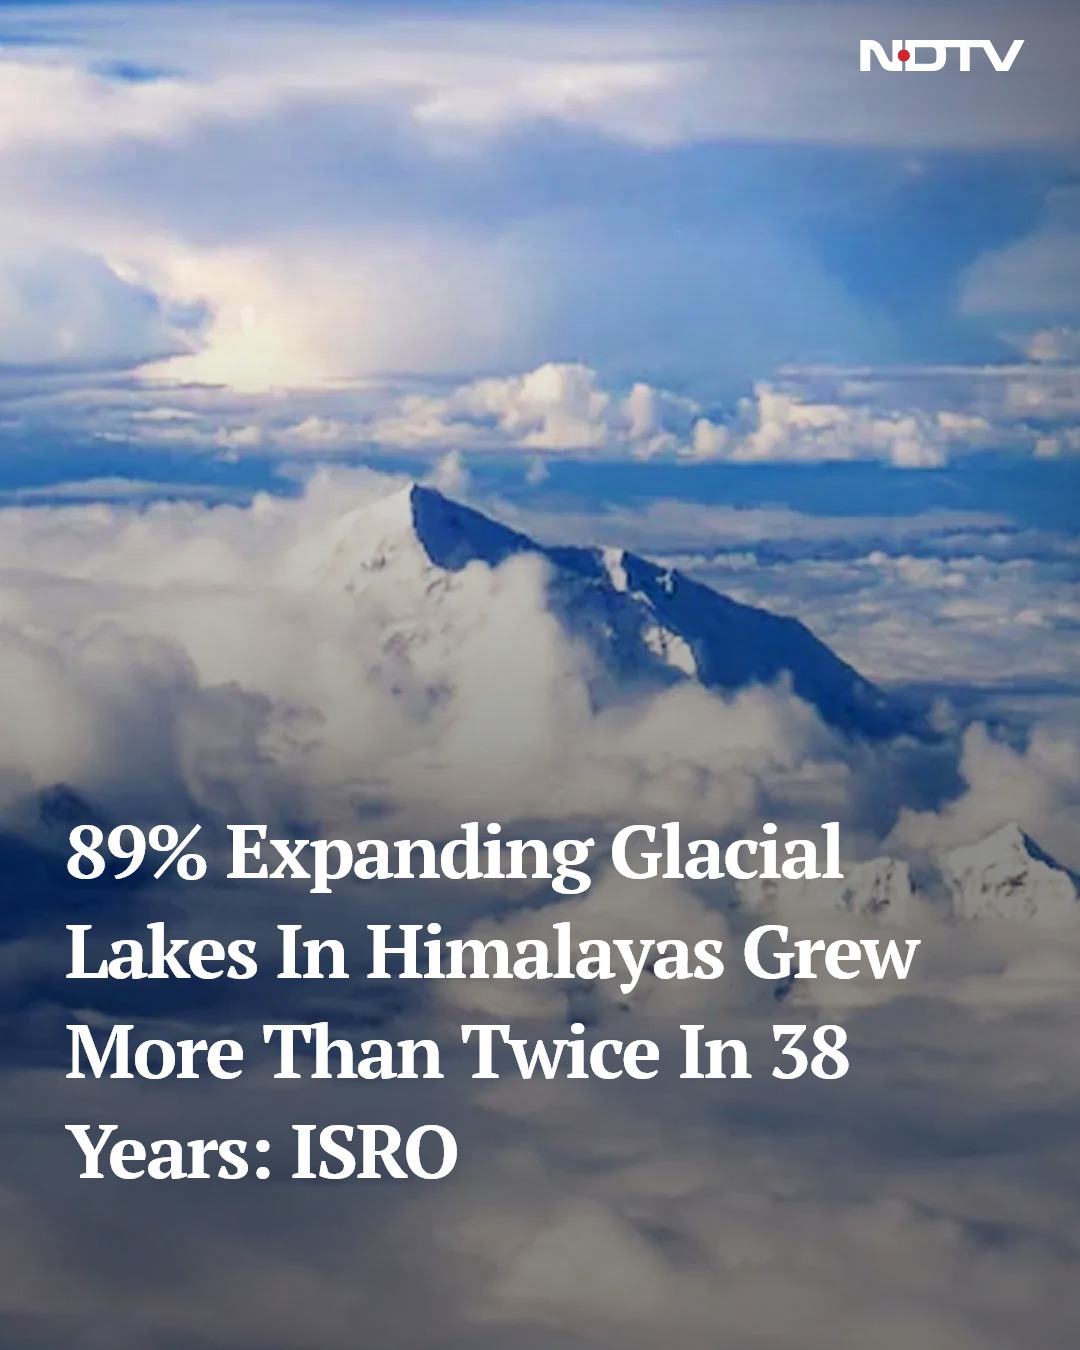 NDTV
89% Expanding Glacial
Lakes In Himalayas Grew
More Than Twice In 38
Years: ISRO